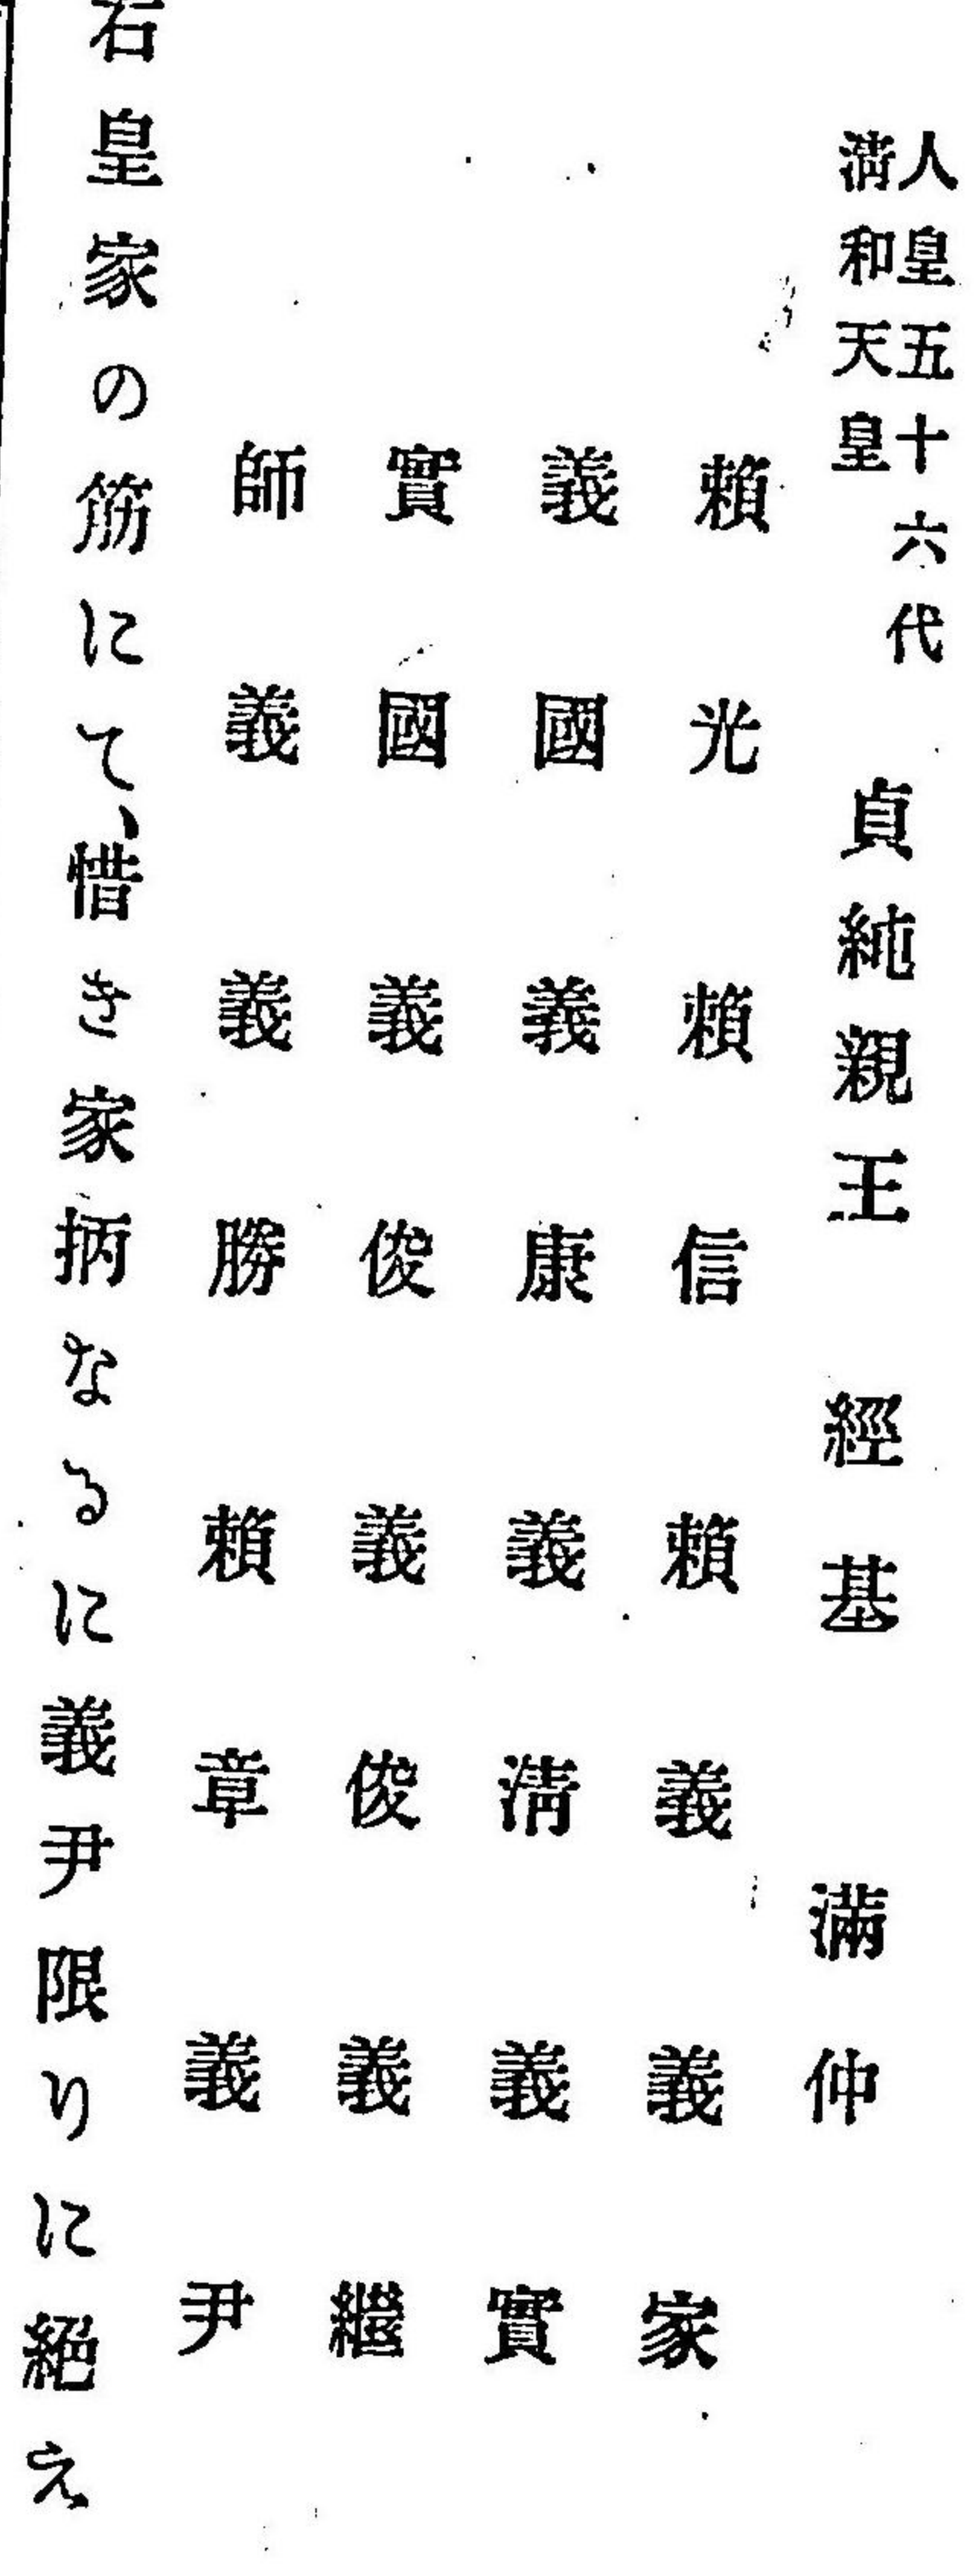 人皇五十六代
淸和天皇
貞純親王 經基 滿仲
賴光 賴信 賴義 義家
義國 義康 義淸 義實
實國 義俊 義俊 義繼
師義 義勝 賴章 義尹
右皇家の筋にて、惜き家柄なるに義尹限りに絕え